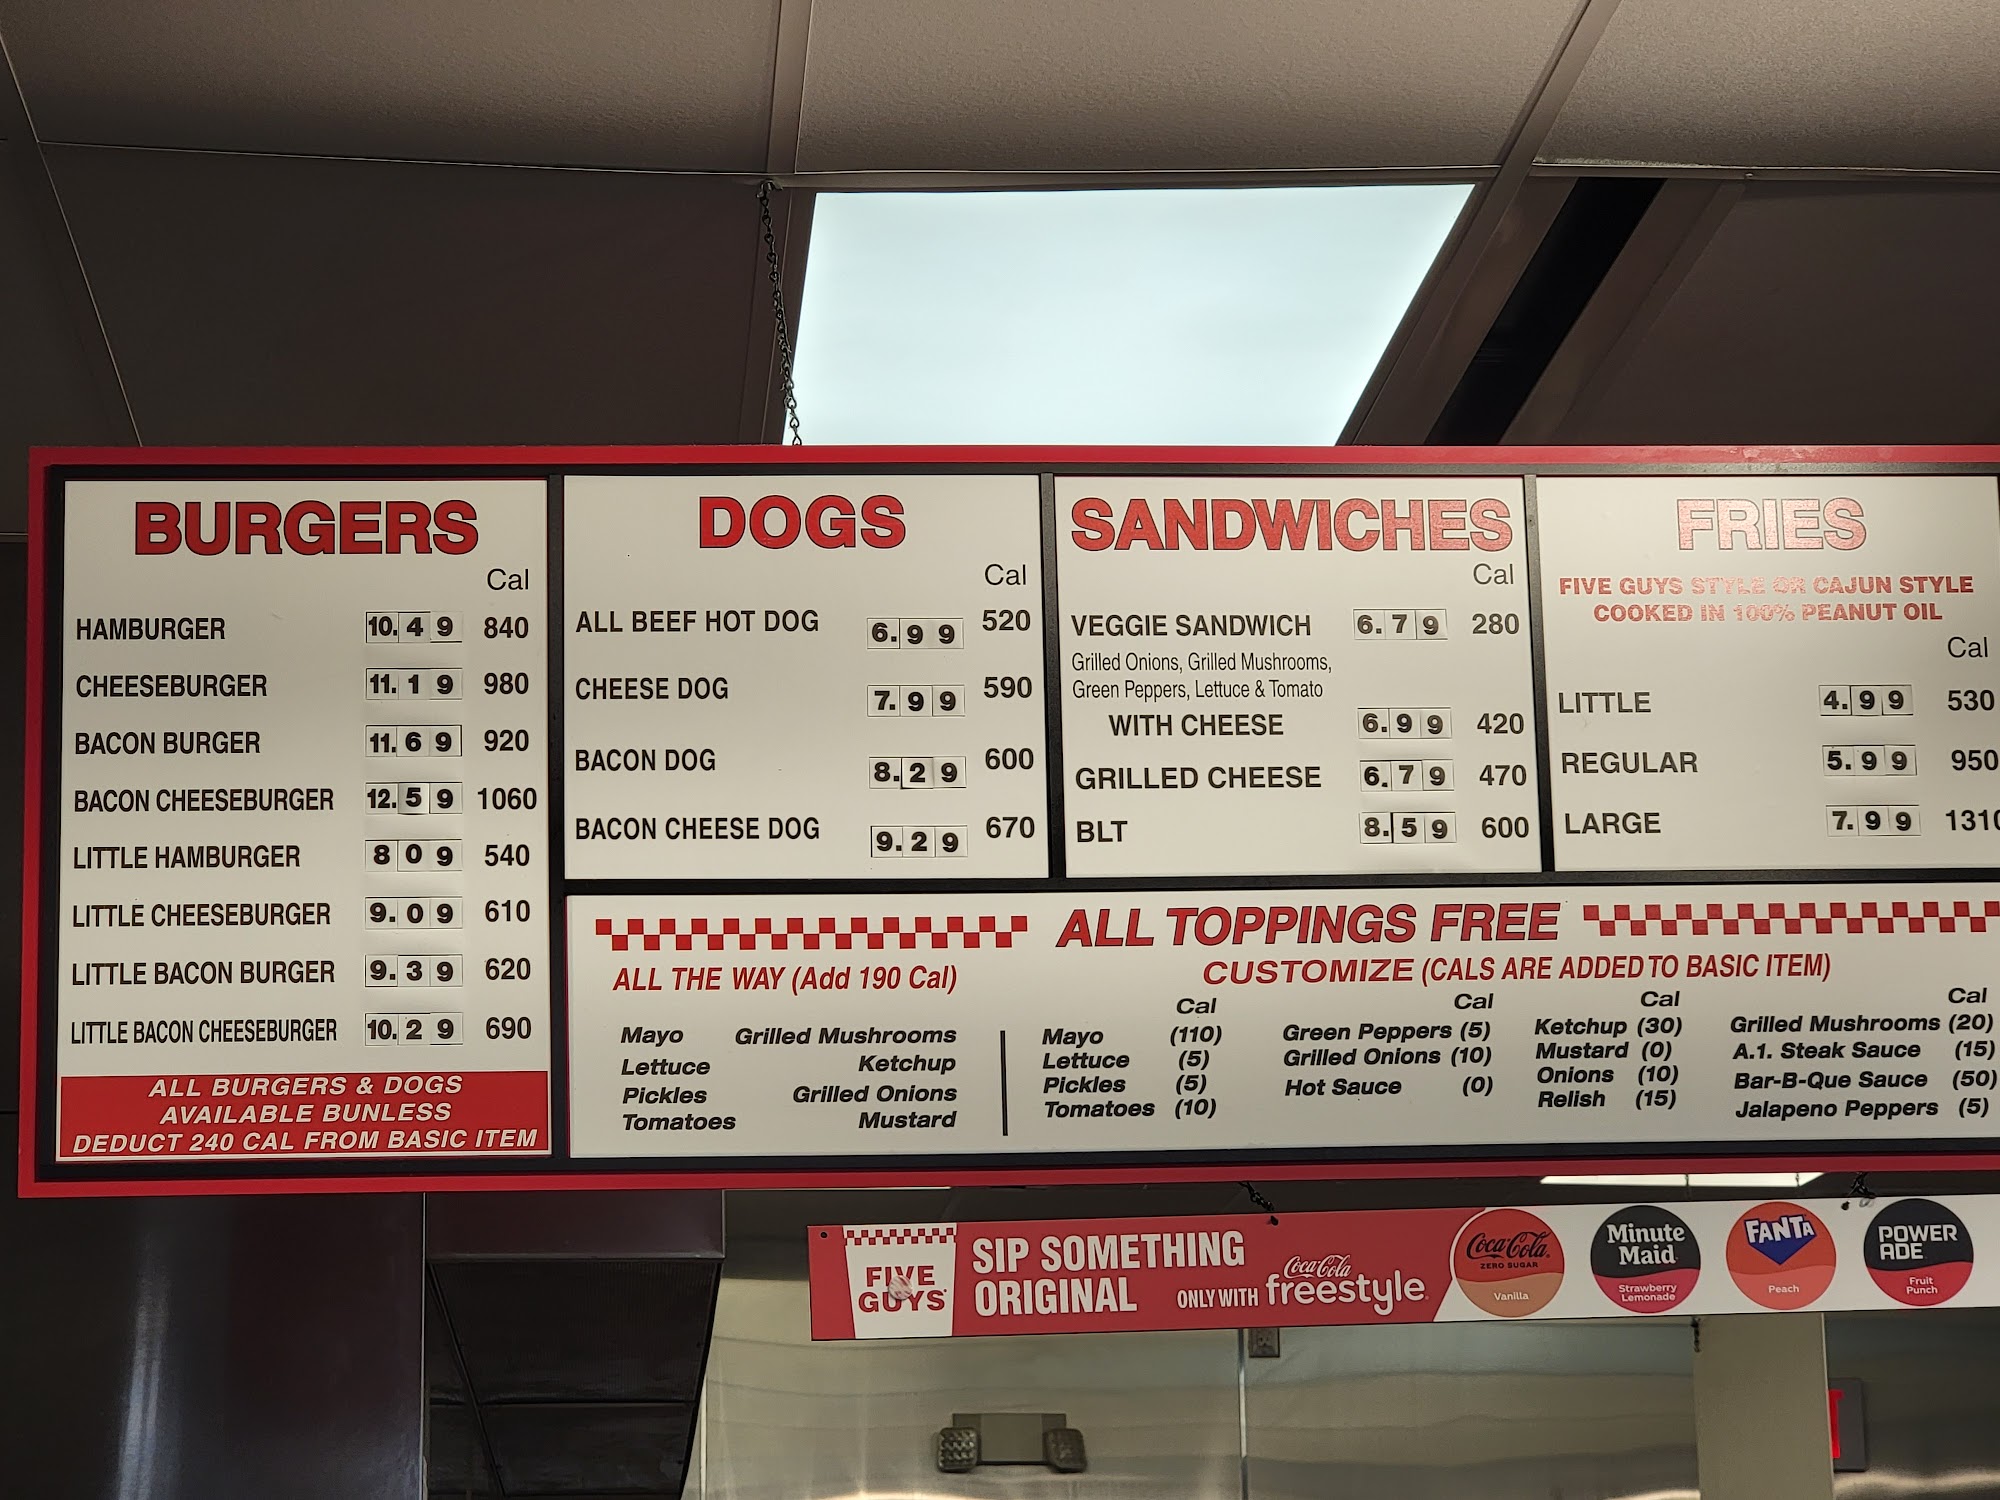 BURGERS
Cal
HAMBURGER 10.49 840
CHEESEBURGER 11.19 980
BACON BURGER 11.69 920
BACON CHEESEBURGER 12.59 1060
LITTLE HAMBURGER 8 09 540
LITTLE CHEESEBURGER 9.09 610
LITTLE BACON BURGER 9.39 620
LITTLE BACON CHEESEBURGER 10.29 690
ALL BURGERS & DOGS
AVAILABLE BUNLESS
DEDUCT 240 CAL FROM BASIC ITEM
DOGS
Cal
ALL BEEF HOT DOG 6.99 520
CHEESE DOG 7.99 590
BACON DOG 8.29 600
BACON CHEESE DOG 9.29 670
SANDWICHES
Cal
VEGGIE SANDWICH 6.79 280
Grilled Onions, Grilled Mushrooms,
Green Peppers, Lettuce & Tomato
WITH CHEESE 6.99 420
GRILLED CHEESE 6.79 470
BLT 8.59 600
FRIES
FIVE GUYS STYLE OR CAJUN STYLE
COOKED IN 100% PEANUT OIL
Cal
LITTLE 4.99 530
REGULAR 5.99 950
LARGE 7.99 1310
ALL TOPPINGS FREE
ALL THE WAY (Add 190 Cal)
Mayo Grilled Mushrooms
Lettuce Ketchup
Pickles Grilled Onions
Tomatoes Mustard
CUSTOMIZE (CALS ARE ADDED TO BASIC ITEM)
Cal
Mayo (110)
Lettuce (5)
Pickles (5)
Tomatoes (10)
Cal
Green Peppers (5)
Grilled Onions (10)
Hot Sauce (0)
Cal
Ketchup (30)
Mustard (0)
Onions (10)
Relish (15)
Cal
Grilled Mushrooms (20)
A.1. Steak Sauce (15)
Bar-B-Que Sauce (50)
Jalapeno Peppers (5)
FIVE
GUYS
SIP SOMETHING
ORIGINAL
ONLY WITH Coca-Cola freestyle
Coca-Cola
ZERO SUGAR
Vanilla
Minute
Maid
Strawberry
Lemonade
FANTA
Peach
POWER
ADE
Fruit
Punch